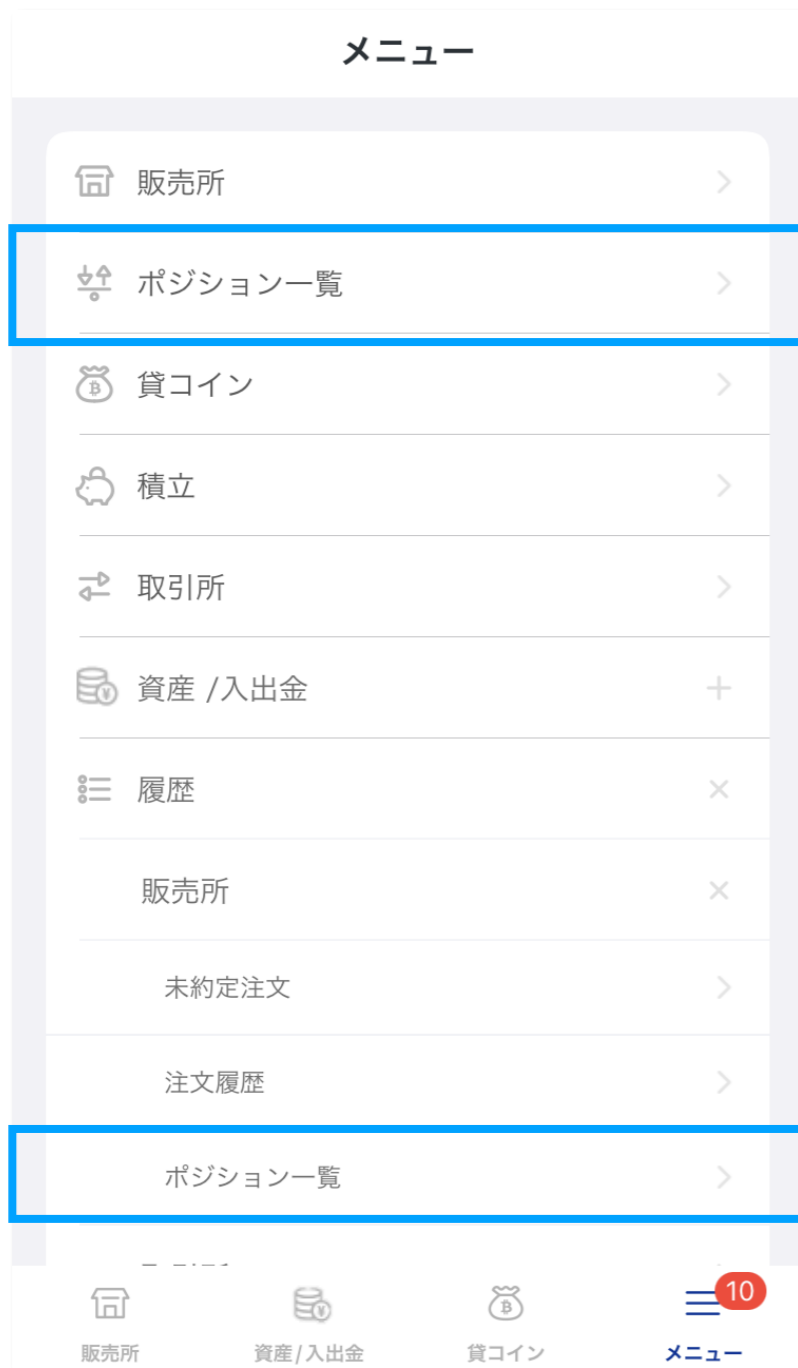 メニュー
販売所
ポジション一覧
貸コイン
積立
取引所
資産 /入出金
履歴
販売所
未約定注文
注文履歴
ポジション一覧
10
販売所
資産/入出金
貸コイン
メニュー